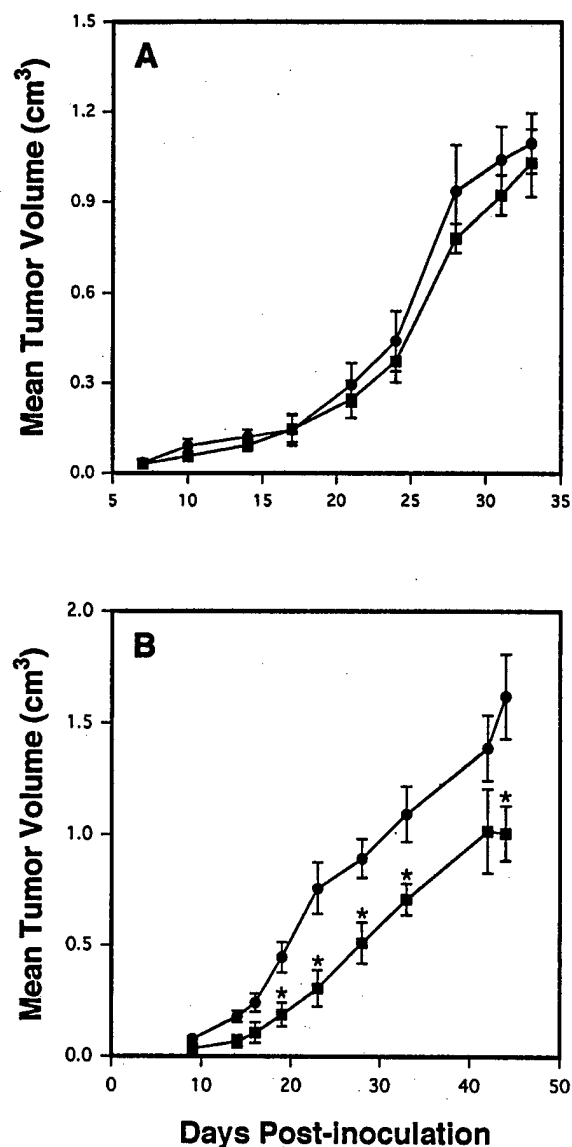 A
Mean Tumor Volume (cm³)
1.5
1.2
0.9
0.6
0.3
0.0
5 10 15 20 25 30 35
B
Mean Tumor Volume (cm³)
2.0
1.5
1.0
0.5
0.0
* * * * *
0 10 20 30 40 50
Days Post-inoculation